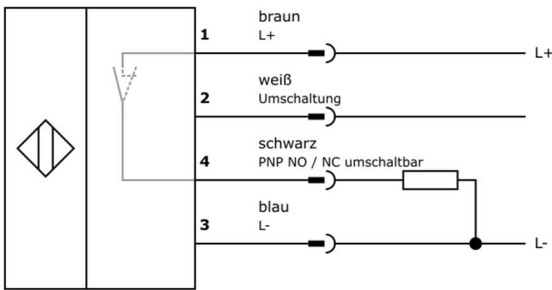 braun
1
L+
L+
weiß
2
Umschaltung
schwarz
4
PNP NO / NC umschaltbar
blau
3
L-
L-